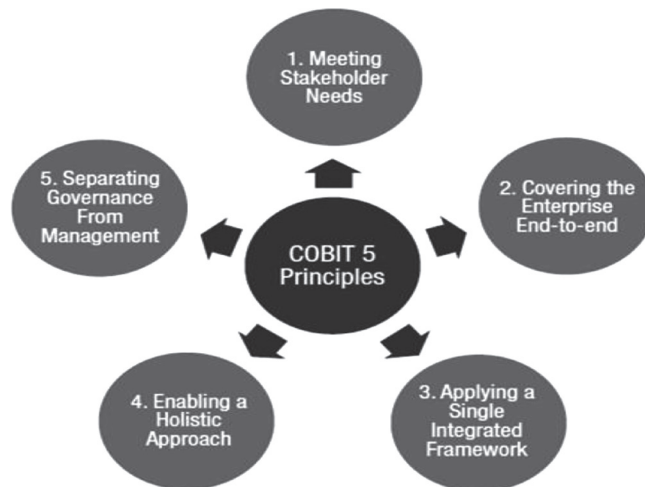 1. Meeting
Stakeholder
Needs
5. Separating
Governance
From
Management
2. Covering the
Enterprise
End-to-end
COBIT 5
Principles
4. Enabling a
Holistic
Approach
3. Applying a
Single
Integrated
Framework